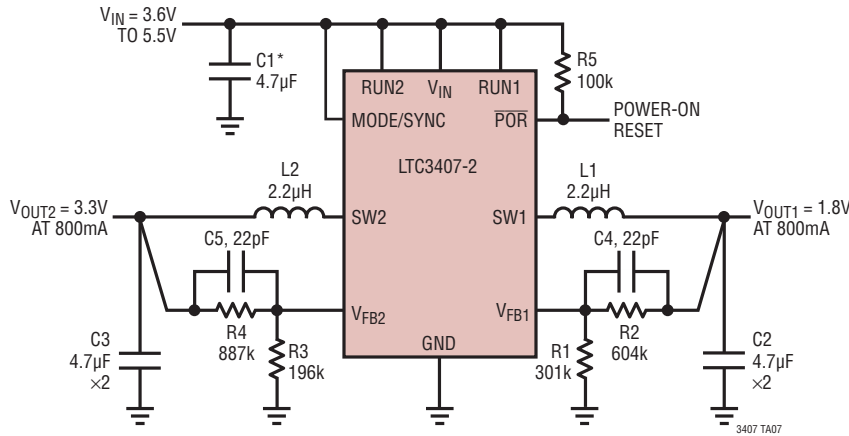 VIN = 3.6V
TO 5.5V
C1*
4.7µF
R5
100k
RUN2
VIN
RUN1
MODE/SYNC
POR
POWER-ON
RESET
LTC3407-2
L2
2.2µH
L1
2.2µH
VOUT2 = 3.3V
AT 800mA
SW2
SW1
VOUT1 = 1.8V
AT 800mA
C5, 22pF
C4, 22pF
VFB2
VFB1
R4
887k
R2
604k
GND
C3
4.7µF
×2
R3
196k
R1
301k
C2
4.7µF
×2
3407 TA07